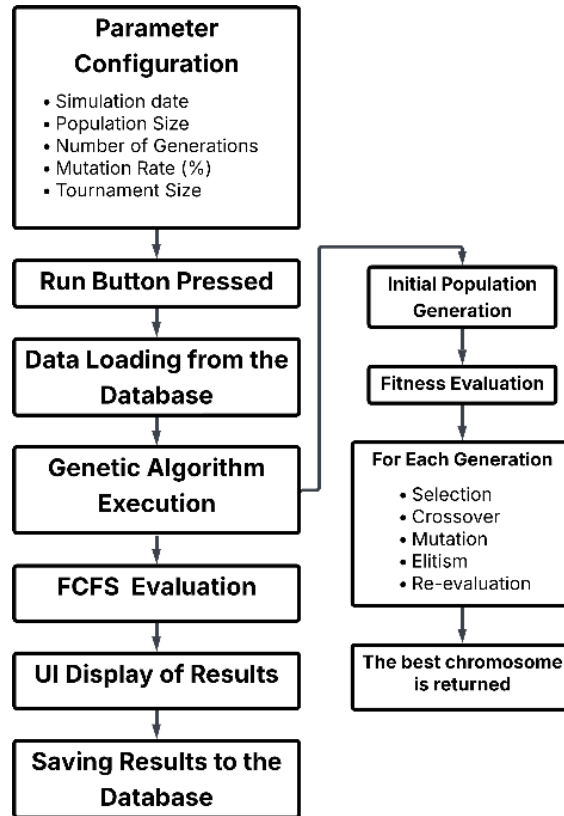 Parameter
Configuration
• Simulation date
• Population Size
• Number of Generations
• Mutation Rate (%)
• Tournament Size
Run Button Pressed
Data Loading from the
Database
Genetic Algorithm
Execution
FCFS Evaluation
UI Display of Results
Saving Results to the
Database
Initial Population
Generation
Fitness Evaluation
For Each Generation
• Selection
• Crossover
• Mutation
• Elitism
• Re-evaluation
The best chromosome
is returned